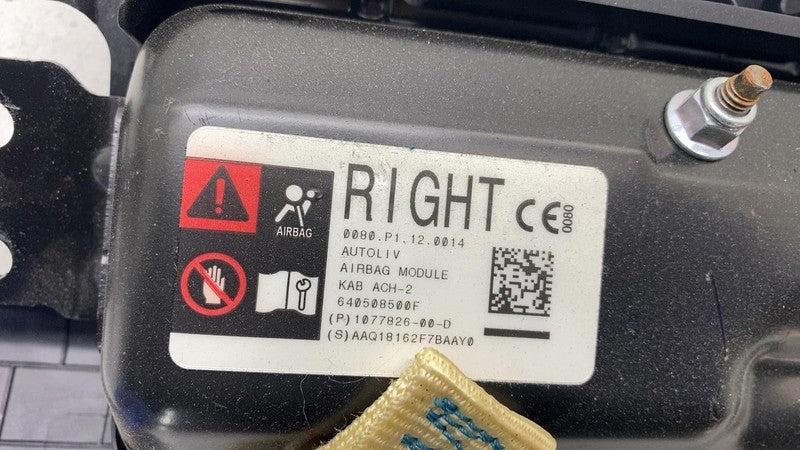 RIGHT CE 0080
AIRBAG
0080.P1.12.0014
AUTOLIV
AIRBAG MODULE
KAB ACH-2
640508500F
(P)1077826-00-D
(S)AAQ18162F7BAAY0